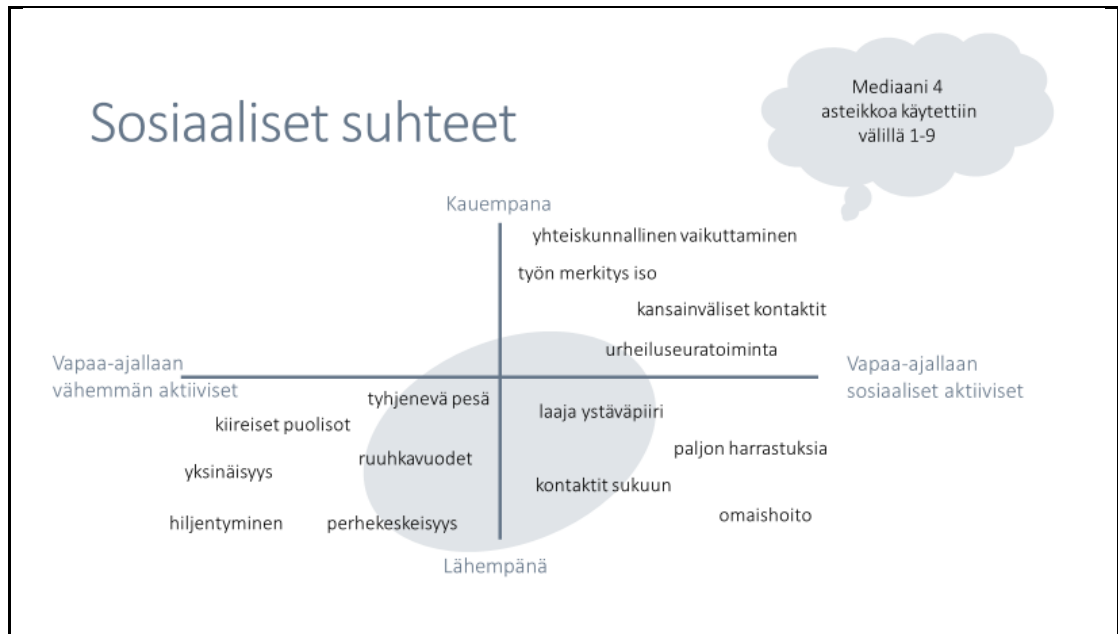 Sosiaaliset suhteet
Mediaani 4
asteikkoa käytettiin
välillä 1-9
Kauempana
yhteiskunnallinen vaikuttaminen
työn merkitys iso
kansainväliset kontaktit
urheiluseuratoiminta
Vapaa-ajallaan
vähemmän aktiiviset
Vapaa-ajallaan
sosiaaliset aktiiviset
tyhjenevä pesä
laaja ystäväpiiri
kiireiset puolisot
paljon harrastuksia
ruuhkavuodet
yksinäisyys
kontaktit sukuun
omaishoito
hiljentyminen
perhekeskeisyys
Lähempänä